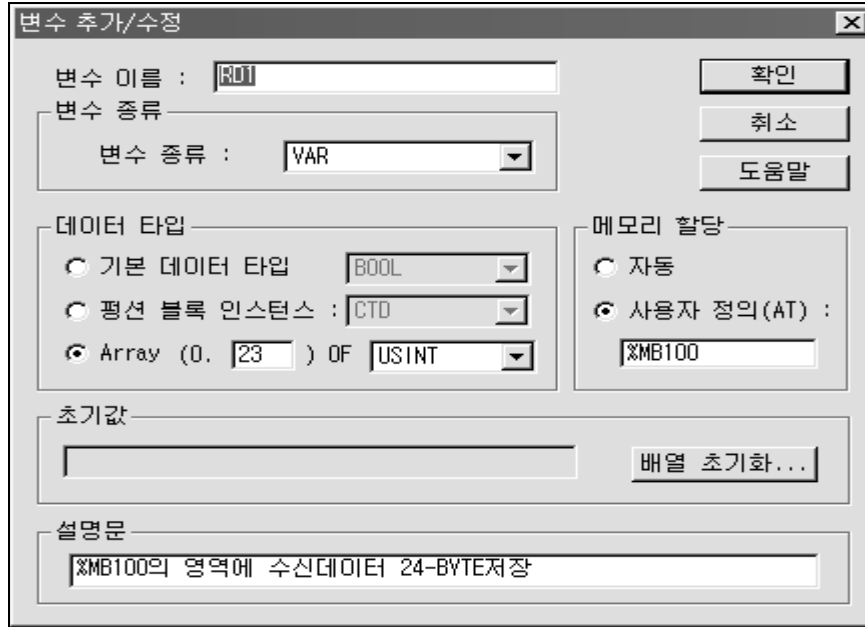 변수 추가/수정
변수 이름 : RD1
확인
변수 종류
취소
변수 종류 : VAR
도움말
데이터 타입
메모리 할당
기본 데이터 타입 BOOL
자동
펑션 블록 인스턴스 : CTD
사용자 정의(AT) :
Array (0. 23 ) OF USINT
%MB100
초기값
배열 초기화...
설명문
%MB100의 영역에 수신데이터 24-BYTE저장